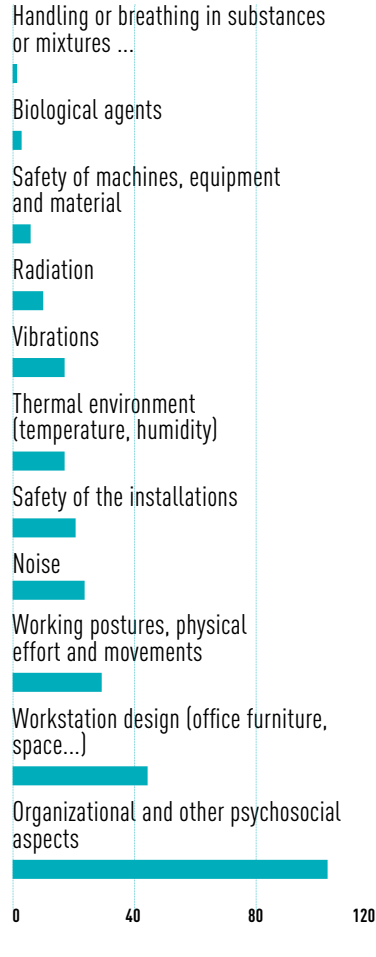 Handling or breathing in substances
or mixtures ...
Biological agents
Safety of machines, equipment
and material
Radiation
Vibrations
Thermal environment
(temperature, humidity)
Safety of the installations
Noise
Working postures, physical
effort and movements
Workstation design (office furniture,
space...)
Organizational and other psychosocial
aspects
0 40 80 120